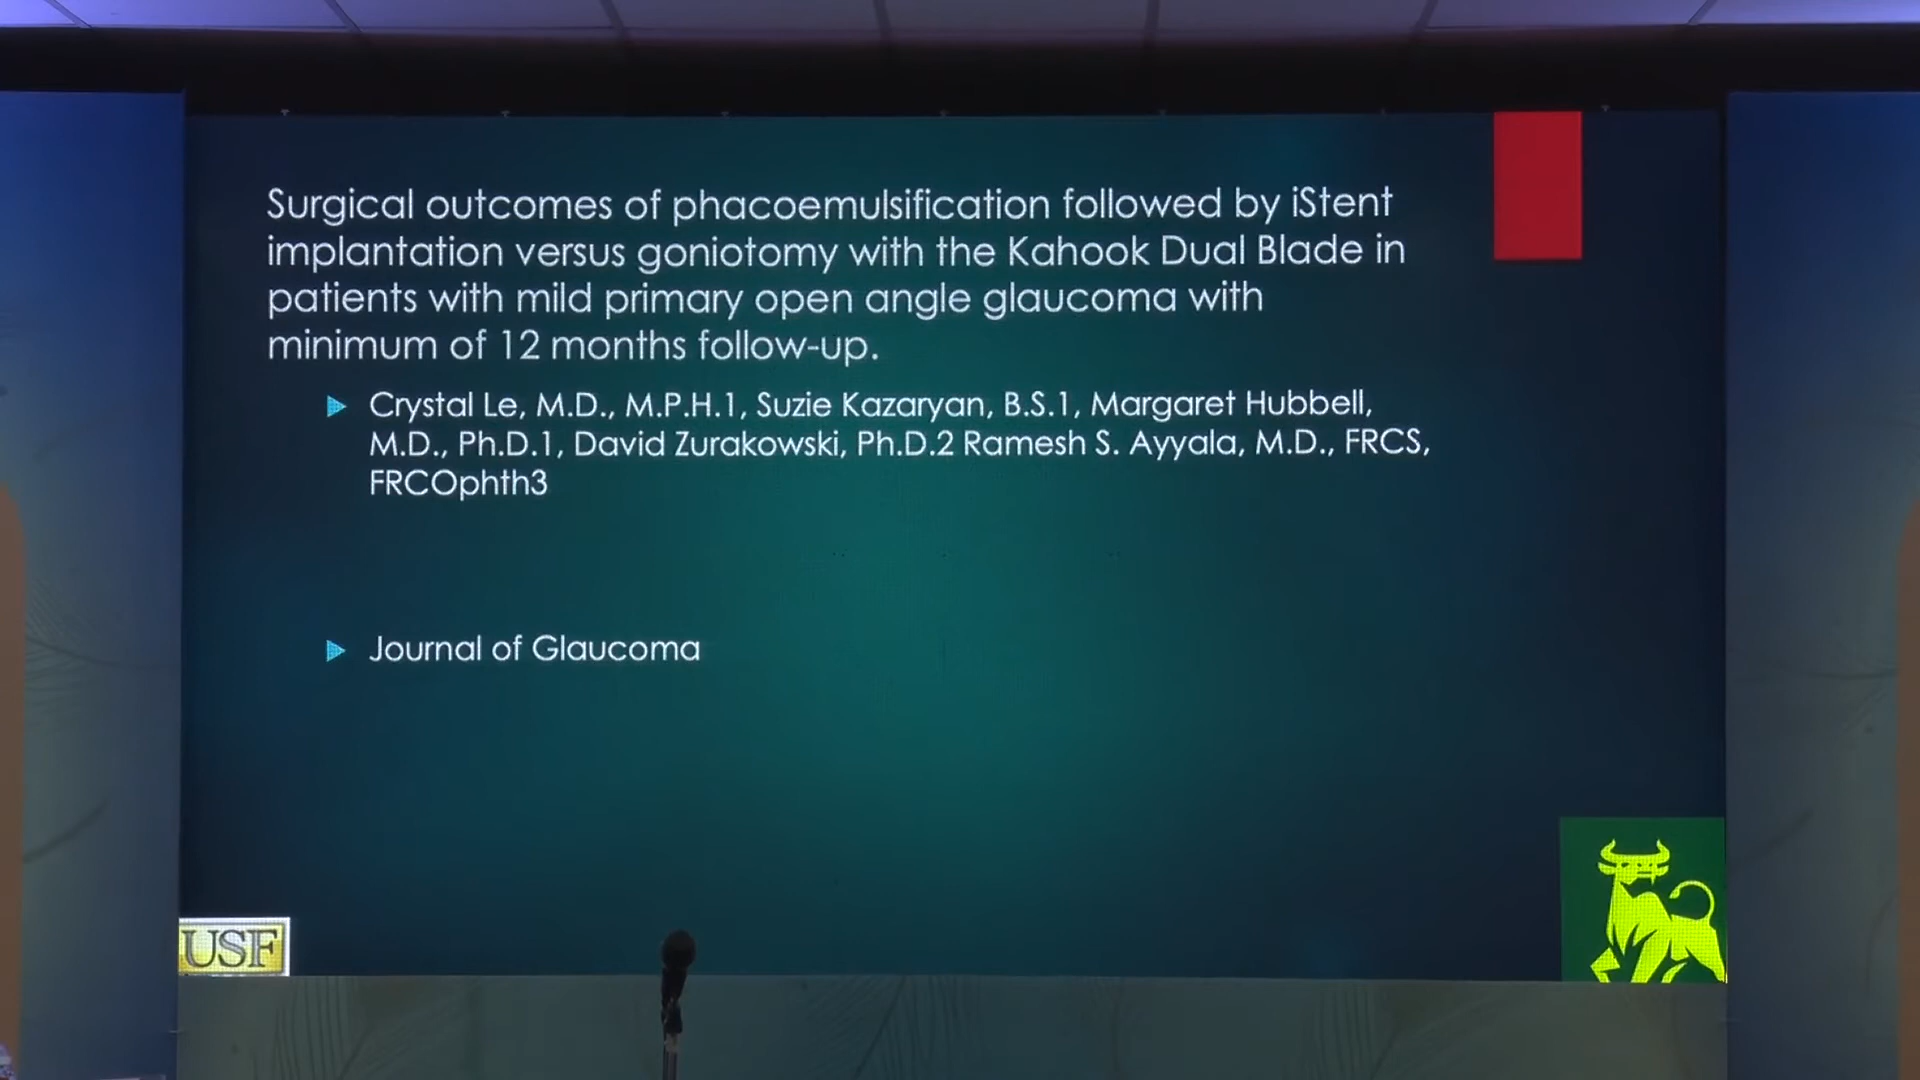 Surgical outcomes of phacoemulsification followed by iStent
implantation versus goniotomy with the Kahook Dual Blade in
patients with mild primary open angle glaucoma with
minimum of 12 months follow-up.
Crystal Le, M.D., M.P.H.1, Suzie Kazaryan, B.S.1, Margaret Hubbell,
M.D., Ph.D.1, David Zurakowski, Ph.D.2 Ramesh S. Ayyala, M.D., FRCS,
FRCOphth3
Journal of Glaucoma
USF